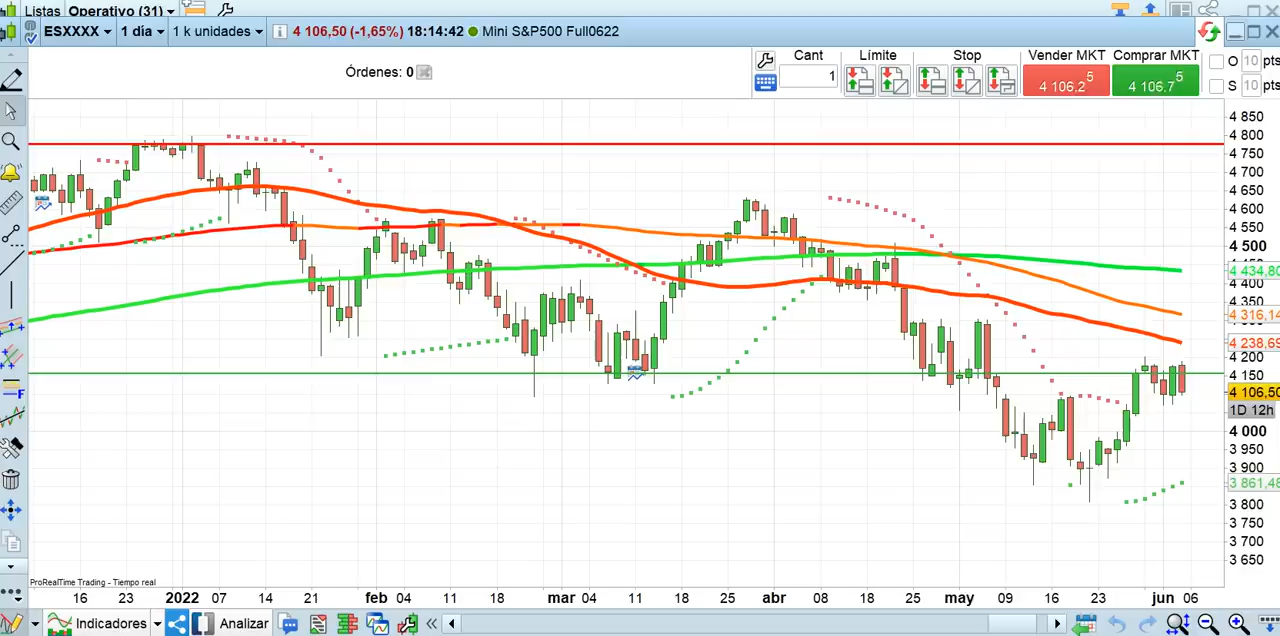 Listas Operativo (31)
ESXXXX 1 día 1 k unidades 4 106,50 (-1,65%) 18:14:42 Mini S&P500 Full0622
Órdenes: 0
Cant Límite Stop Vender MKT Comprar MKT
1 4 106,2 5 4 106.7 5
O 10 pts
S 10 pts
4 850
4 800
4 750
4 700
4 650
4 600
4 550
4 500
4 434,80
4 400
4 350
4 316,14
4 238,69
4 200
4 150
4 106,50
1D 12h
4 000
3 950
3 900
3 861,48
3 800
3 750
3 700
3 650
ProRealTime Trading - Tiempo real
16 23 2022 07 14 21 feb 04 11 18 mar 04 11 18 25 abr 08 18 25 may 09 16 23 jun 06
Indicadores Analizar